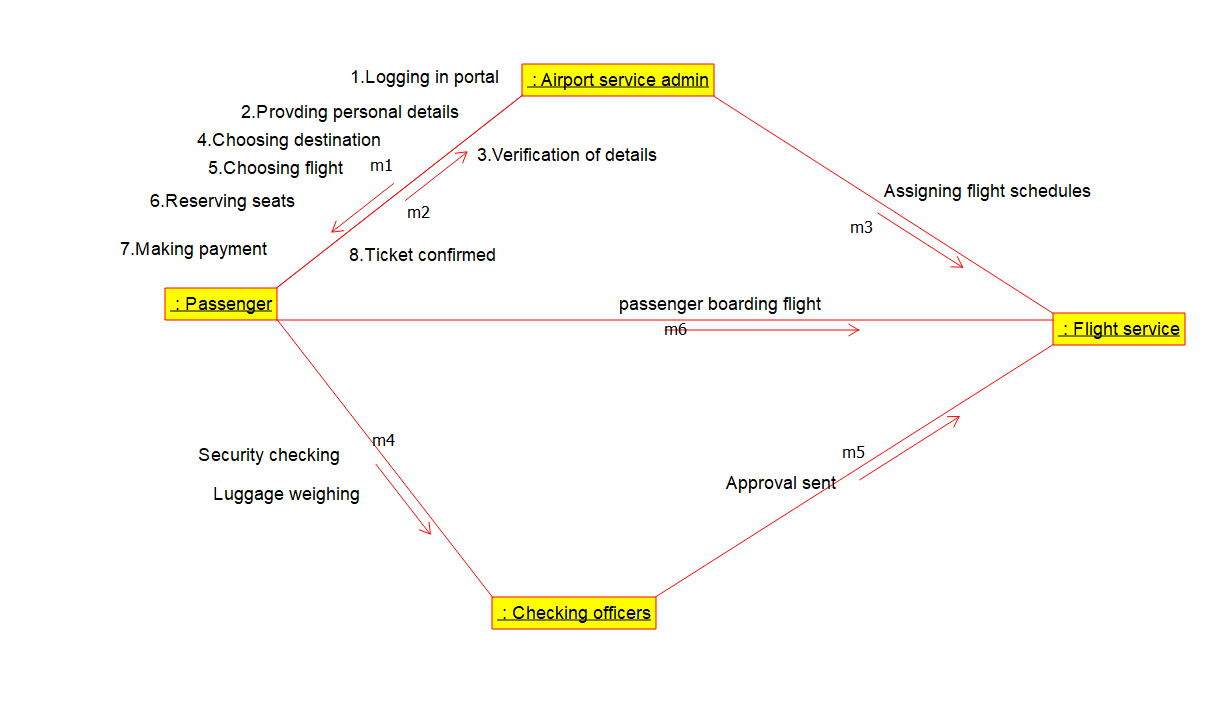 1.Logging in portal
: Airport service admin
2.Provding personal details
4.Choosing destination
3.Verification of details
5.Choosing flight
m1
6.Reserving seats
m2
Assigning flight schedules
m3
7.Making payment
8.Ticket confirmed
: Passenger
passenger boarding flight
m6
: Flight service
m4
Security checking
m5
Luggage weighing
Approval sent
: Checking officers